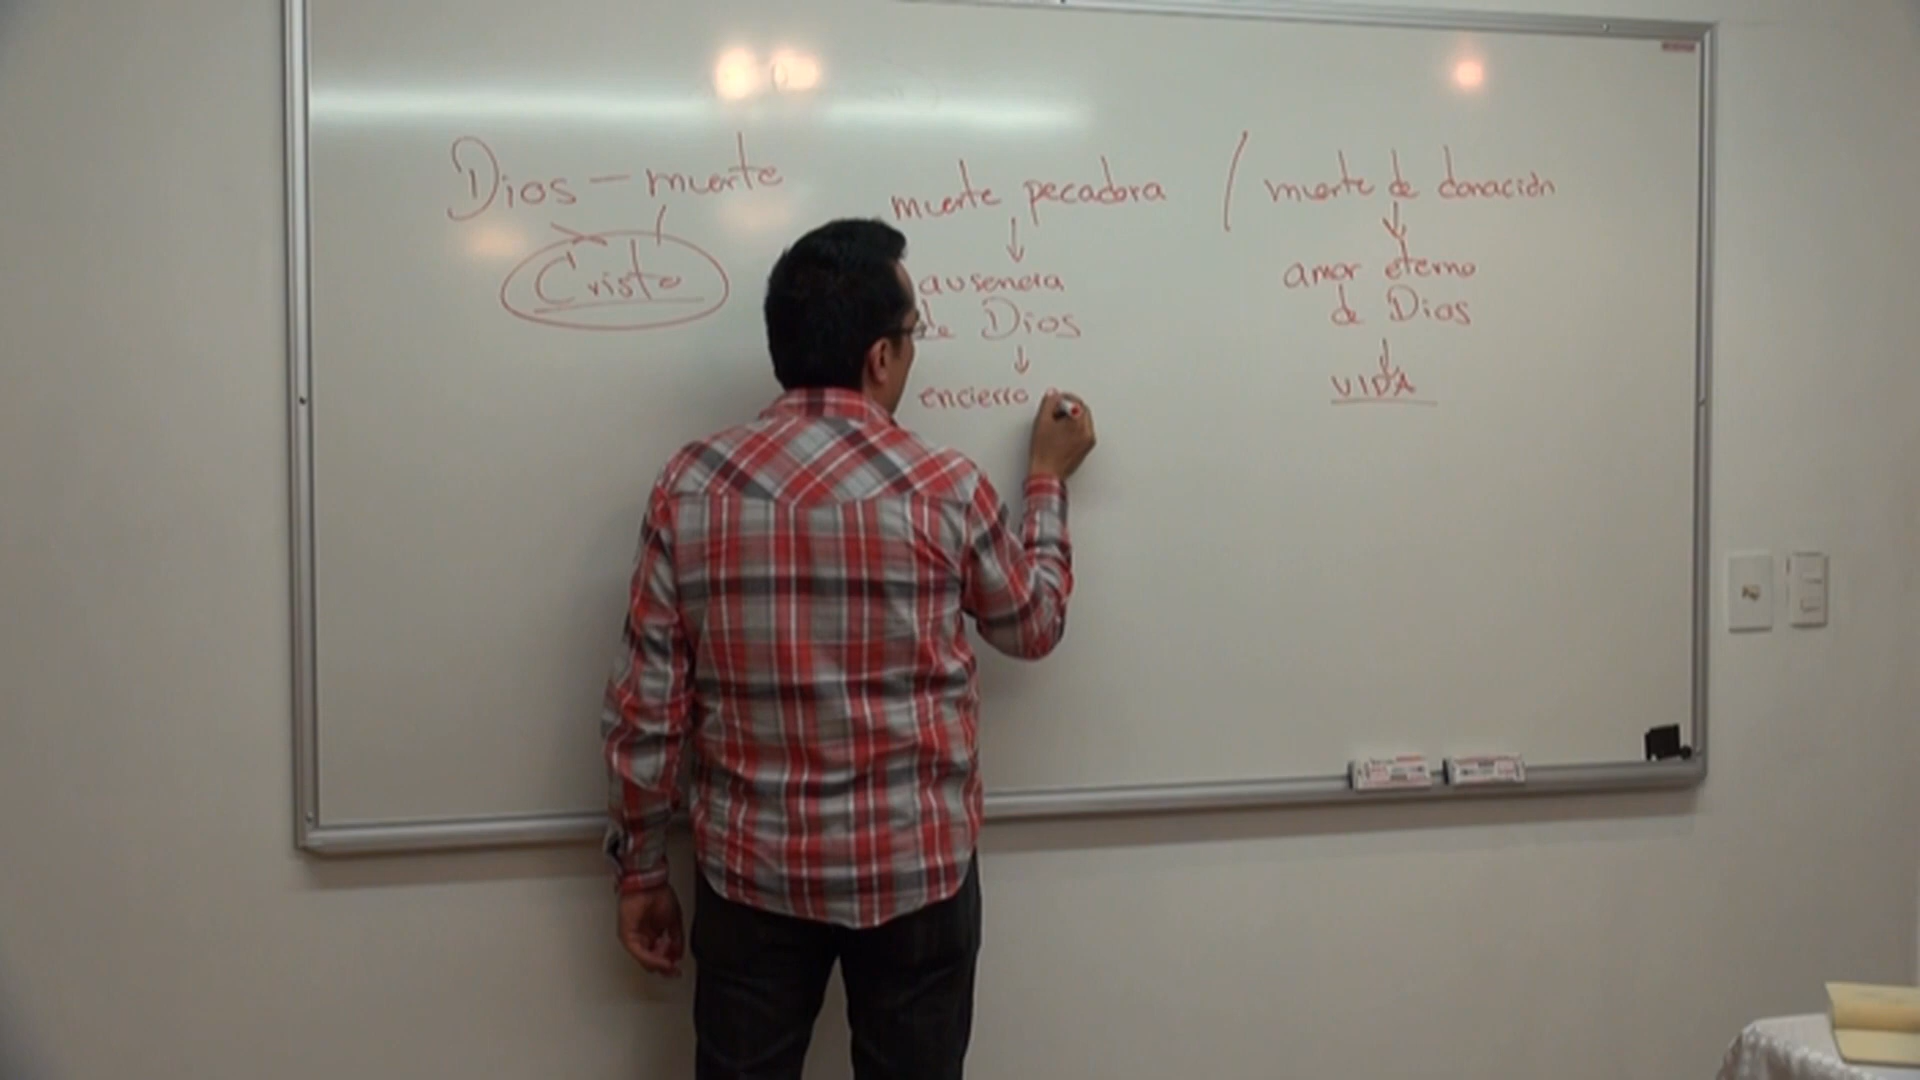 Dios – muerte
Cristo
muerte pecadora
ausencia
de Dios
encierro
/ muerte de donación
amor eterno
de Dios
VIDA